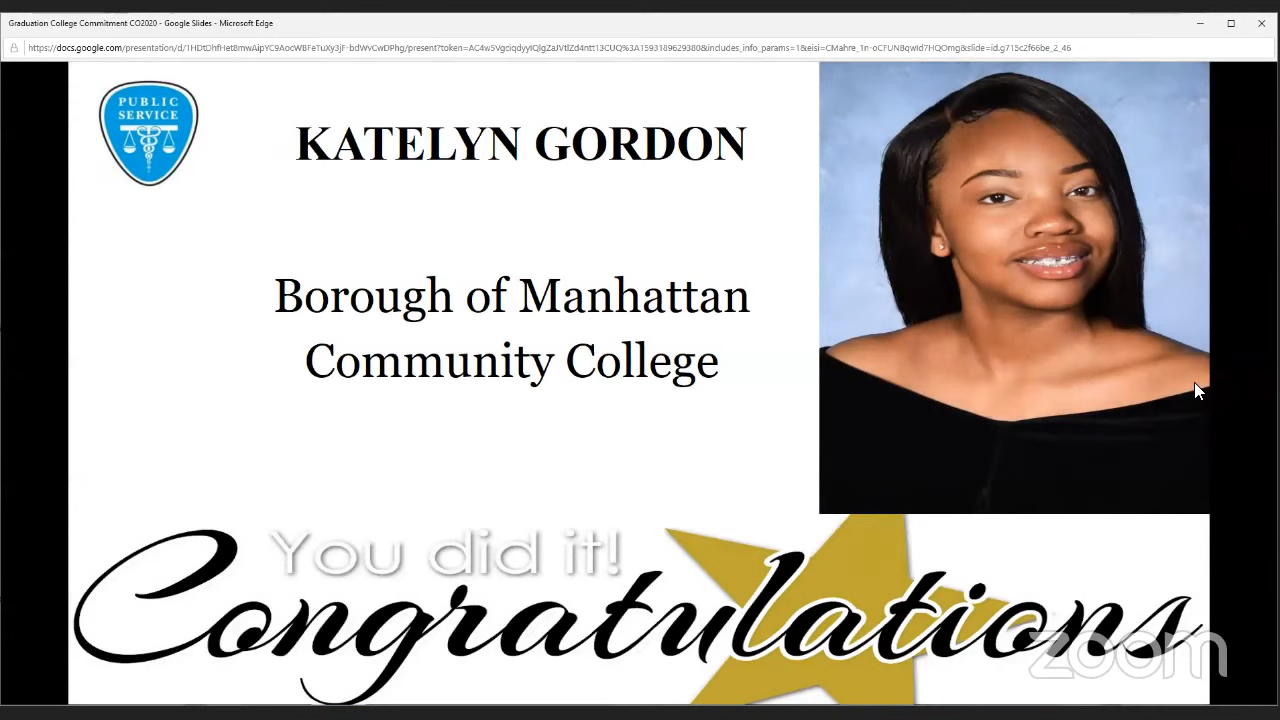 Graduation College Commitment CO2020 - Google Slides - Microsoft Edge
PUBLIC
SERVICE
KATELYN GORDON
Borough of Manhattan
Community College
You did it!
Congratulations
zoom